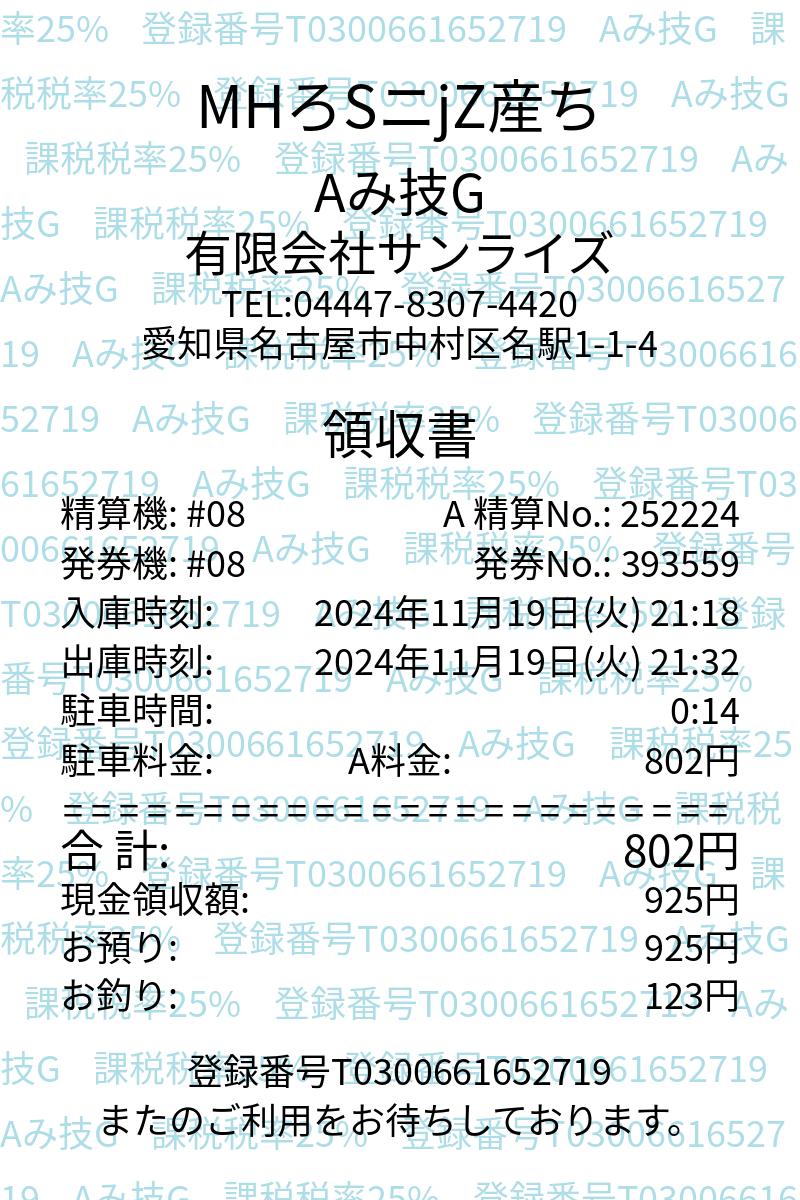 MHろSニjZ産ち
Aみ技G
有限会社サンライズ
TEL:04447-8307-4420
愛知県名古屋市中村区名駅1-1-4
領収書
精算機: #08 A 精算No.: 252224
発券機: #08 発券No.: 393559
入庫時刻: 2024年11月19日(火) 21:18
出庫時刻: 2024年11月19日(火) 21:32
駐車時間: 0:14
駐車料金: A料金: 802円
========================
合 計: 802円
現金領収額: 925円
お預り: 925円
お釣り: 123円
登録番号T0300661652719
またのご利用をお待ちしております。